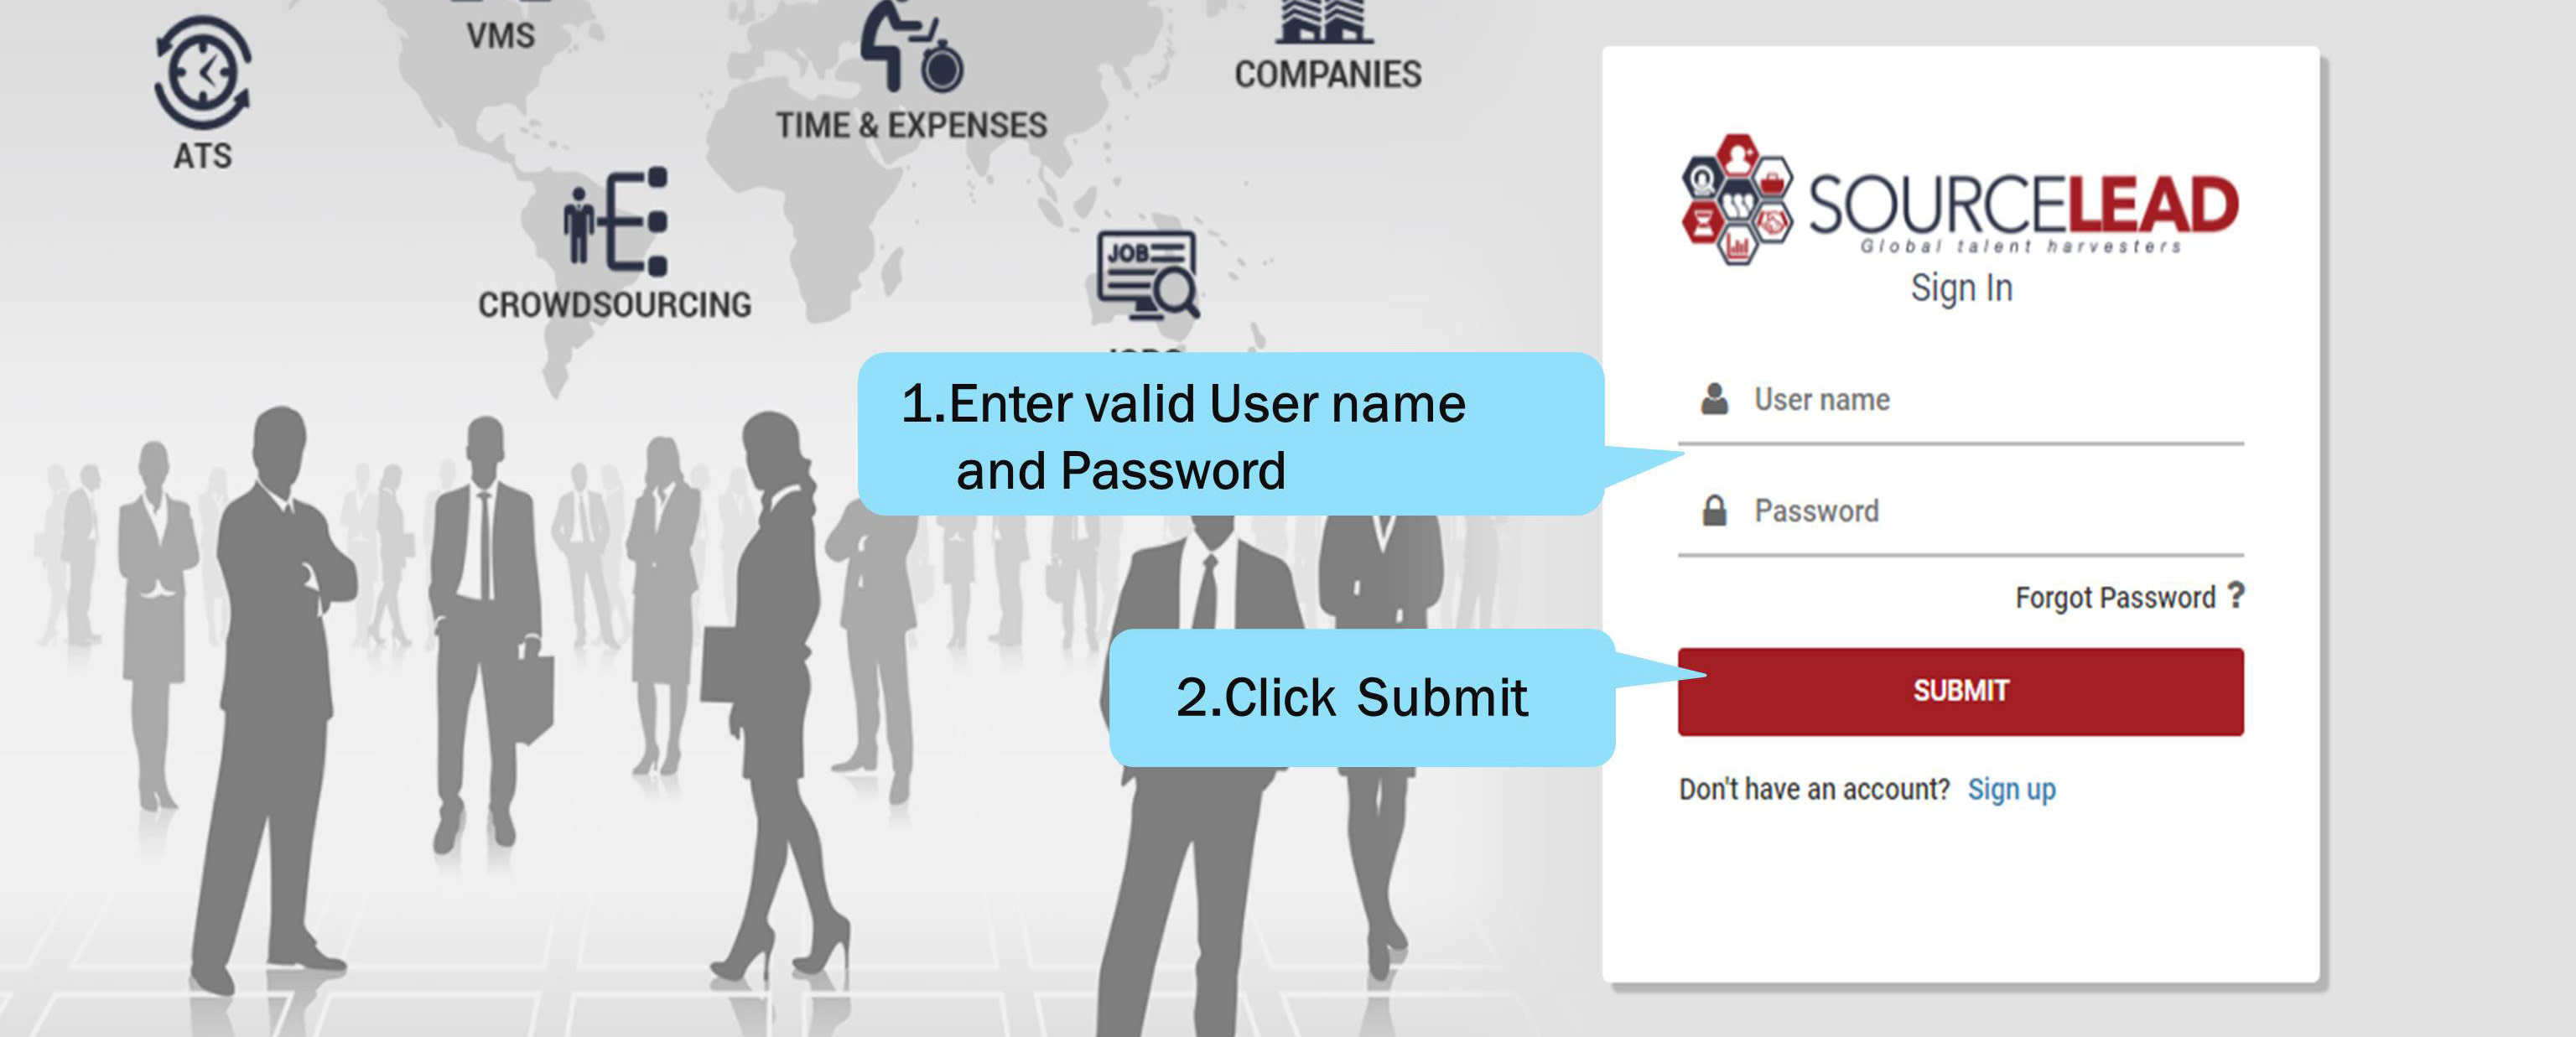 VMS
COMPANIES
TIME & EXPENSES
ATS
JOB
CROWDSOURCING
SOURCELEAD
Global talent harvesters
Sign In
1.Enter valid User name
and Password
User name
Password
Forgot Password ?
2.Click Submit
SUBMIT
Don't have an account? Sign up